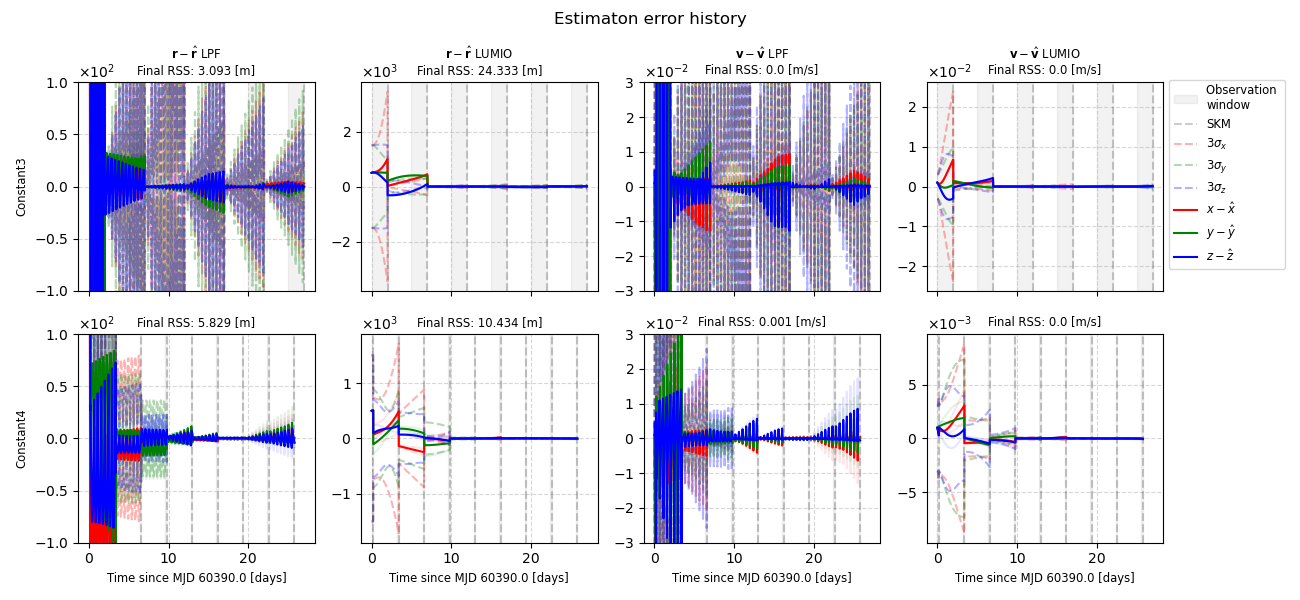 Estimaton error history
r − r̂ LPF
Final RSS: 3.093 [m]
r − r̂ LUMIO
Final RSS: 24.333 [m]
v − v̂ LPF
Final RSS: 0.0 [m/s]
v − v̂ LUMIO
Final RSS: 0.0 [m/s]
×10²
1.0
0.5
0.0
−0.5
−1.0
Constant3
×10³
2
0
−2
×10⁻²
3
2
1
0
−1
−2
−3
×10⁻²
2
1
0
−1
−2
Observation
window
SKM
3σx
3σy
3σz
x − x̂
y − ŷ
z − ẑ
Final RSS: 5.829 [m]
Final RSS: 10.434 [m]
Final RSS: 0.001 [m/s]
Final RSS: 0.0 [m/s]
×10²
1.0
0.5
0.0
−0.5
−1.0
Constant4
0 10 20
Time since MJD 60390.0 [days]
×10³
1
0
−1
0 10 20
Time since MJD 60390.0 [days]
×10⁻²
3
2
1
0
−1
−2
−3
0 10 20
Time since MJD 60390.0 [days]
×10⁻³
5
0
−5
0 10 20
Time since MJD 60390.0 [days]